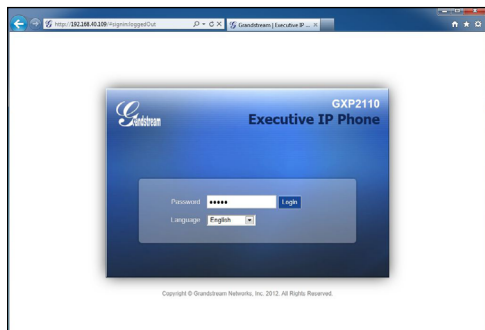 http://192.168.40.109/#signin:loggedOut
Grandstream | Executive IP ...
Grandstream
GXP2110
Executive IP Phone
Password ••••• Login
Language English
Copyright © Grandstream Networks, Inc. 2012. All Rights Reserved.